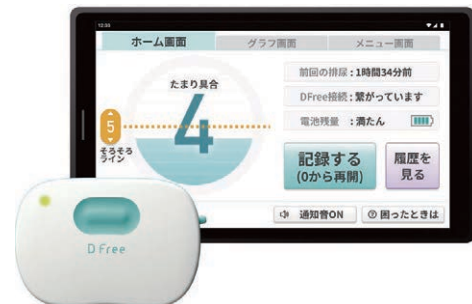 12:30
ホーム画面
グラフ画面
メニュー画面
たまり具合
4
5
そろそろ
ライン
前回の排尿：1時間34分前
DFree接続：繋がっています
電池残量：満たん
記録する
(0から再開)
履歴を
見る
通知音ON
困ったときは
D Free